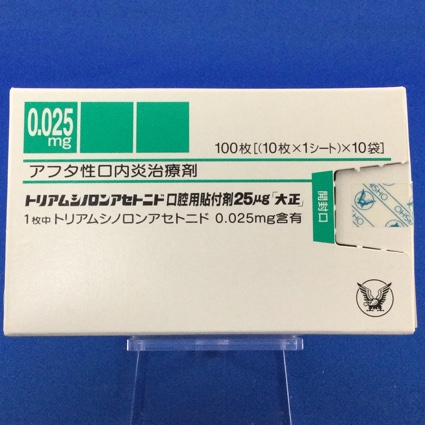 0.025
mg
100枚[(10枚×1シート)×10袋]
アフタ性口内炎治療剤
トリアムシノロンアセトニド口腔用貼付剤25μg「大正」
1枚中トリアムシノロンアセトニド 0.025mg含有
開封口